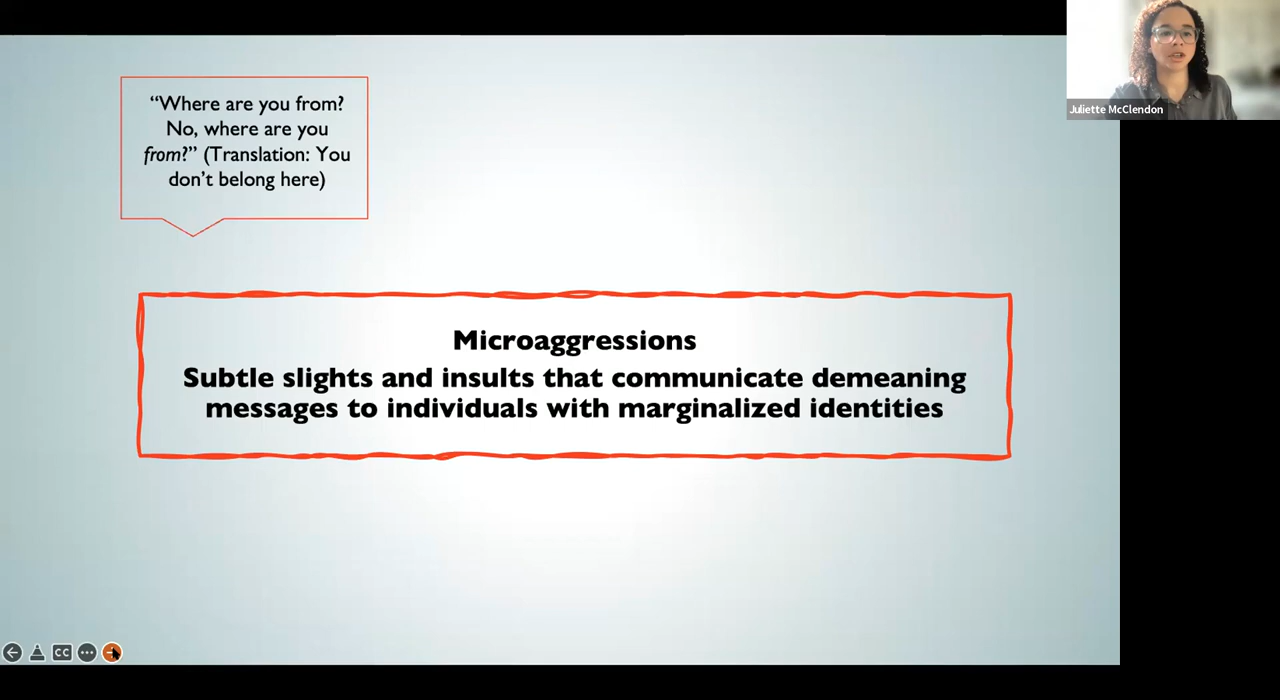 “Where are you from?
No, where are you
from?” (Translation: You
don’t belong here)
Juliette McClendon
Microaggressions
Subtle slights and insults that communicate demeaning
messages to individuals with marginalized identities
CC